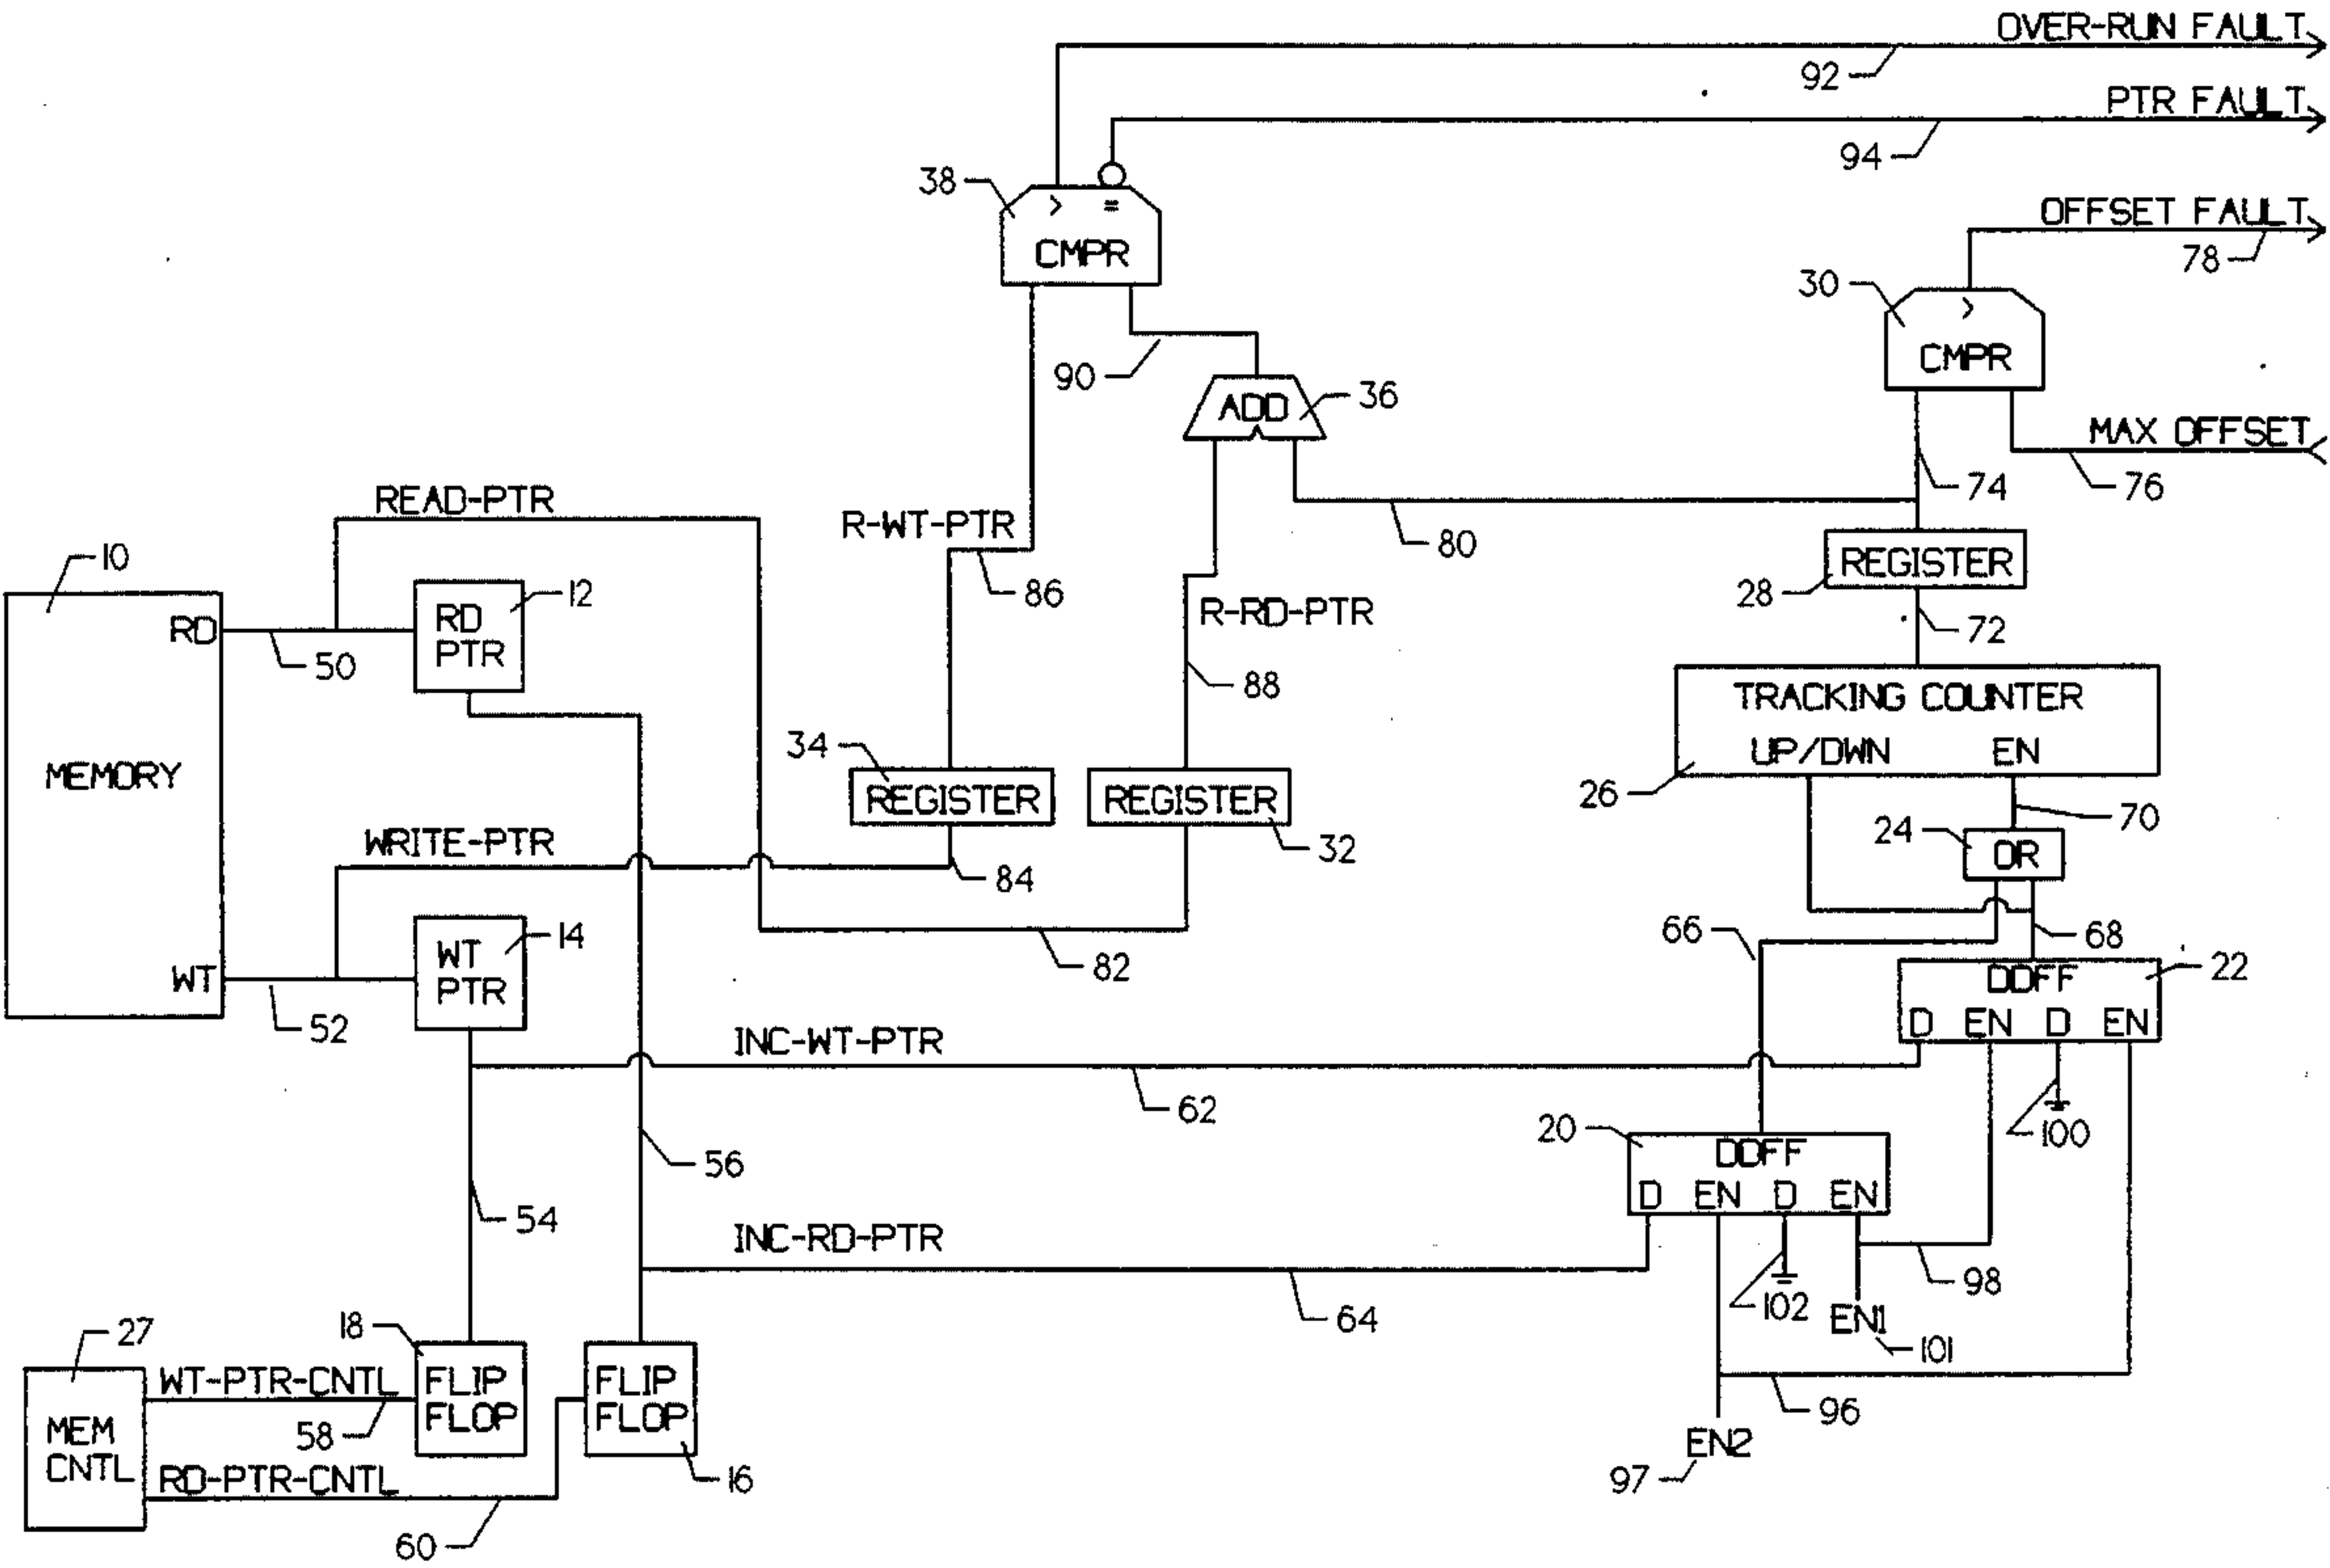 OVER-RUN FAULT
92
PTR FAULT
94
38
> =
CMPR
OFFSET FAULT
78
30
>
CMPR
90
ADD
36
MAX OFFSET
74
76
READ-PTR
R-WT-PTR
80
REGISTER
28
10
12
86
RD
RD
PTR
R-RD-PTR
72
50
88
TRACKING COUNTER
UP/DWN EN
26
MEMORY
34
REGISTER
REGISTER
70
24
OR
WRITE-PTR
84
32
14
66
68
WT
PTR
WT
82
22
DDFF
D EN D EN
52
INC-WT-PTR
62
20
100
DDFF
56
D EN D EN
54
INC-RD-PTR
98
102
64
EN1
101
27
18
WT-PTR-CNTL
FLIP
FLOP
FLIP
FLOP
58
96
MEM
CNTL
EN2
RD-PTR-CNTL
16
97
60